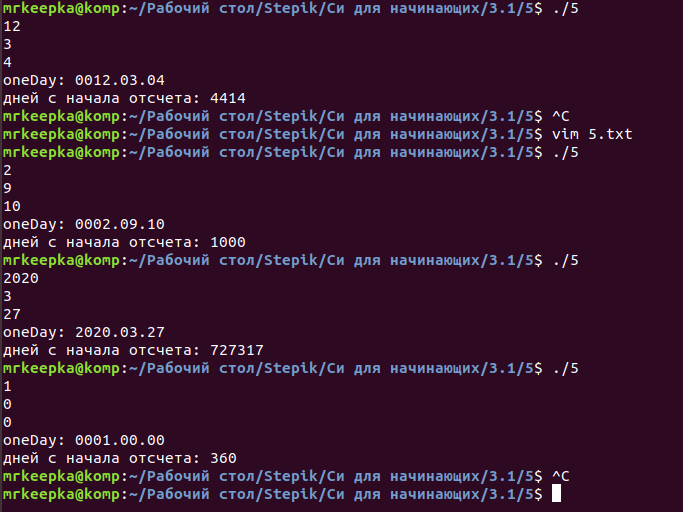 mrkeepka@komp:~/Рабочий стол/Stepik/Си для начинающих/3.1/5$ ./5
12
3
4
oneDay: 0012.03.04
дней с начала отсчета: 4414
mrkeepka@komp:~/Рабочий стол/Stepik/Си для начинающих/3.1/5$ ^C
mrkeepka@komp:~/Рабочий стол/Stepik/Си для начинающих/3.1/5$ vim 5.txt
mrkeepka@komp:~/Рабочий стол/Stepik/Си для начинающих/3.1/5$ ./5
2
9
10
oneDay: 0002.09.10
дней с начала отсчета: 1000
mrkeepka@komp:~/Рабочий стол/Stepik/Си для начинающих/3.1/5$ ./5
2020
3
27
oneDay: 2020.03.27
дней с начала отсчета: 727317
mrkeepka@komp:~/Рабочий стол/Stepik/Си для начинающих/3.1/5$ ./5
1
0
0
oneDay: 0001.00.00
дней с начала отсчета: 360
mrkeepka@komp:~/Рабочий стол/Stepik/Си для начинающих/3.1/5$ ^C
mrkeepka@komp:~/Рабочий стол/Stepik/Си для начинающих/3.1/5$